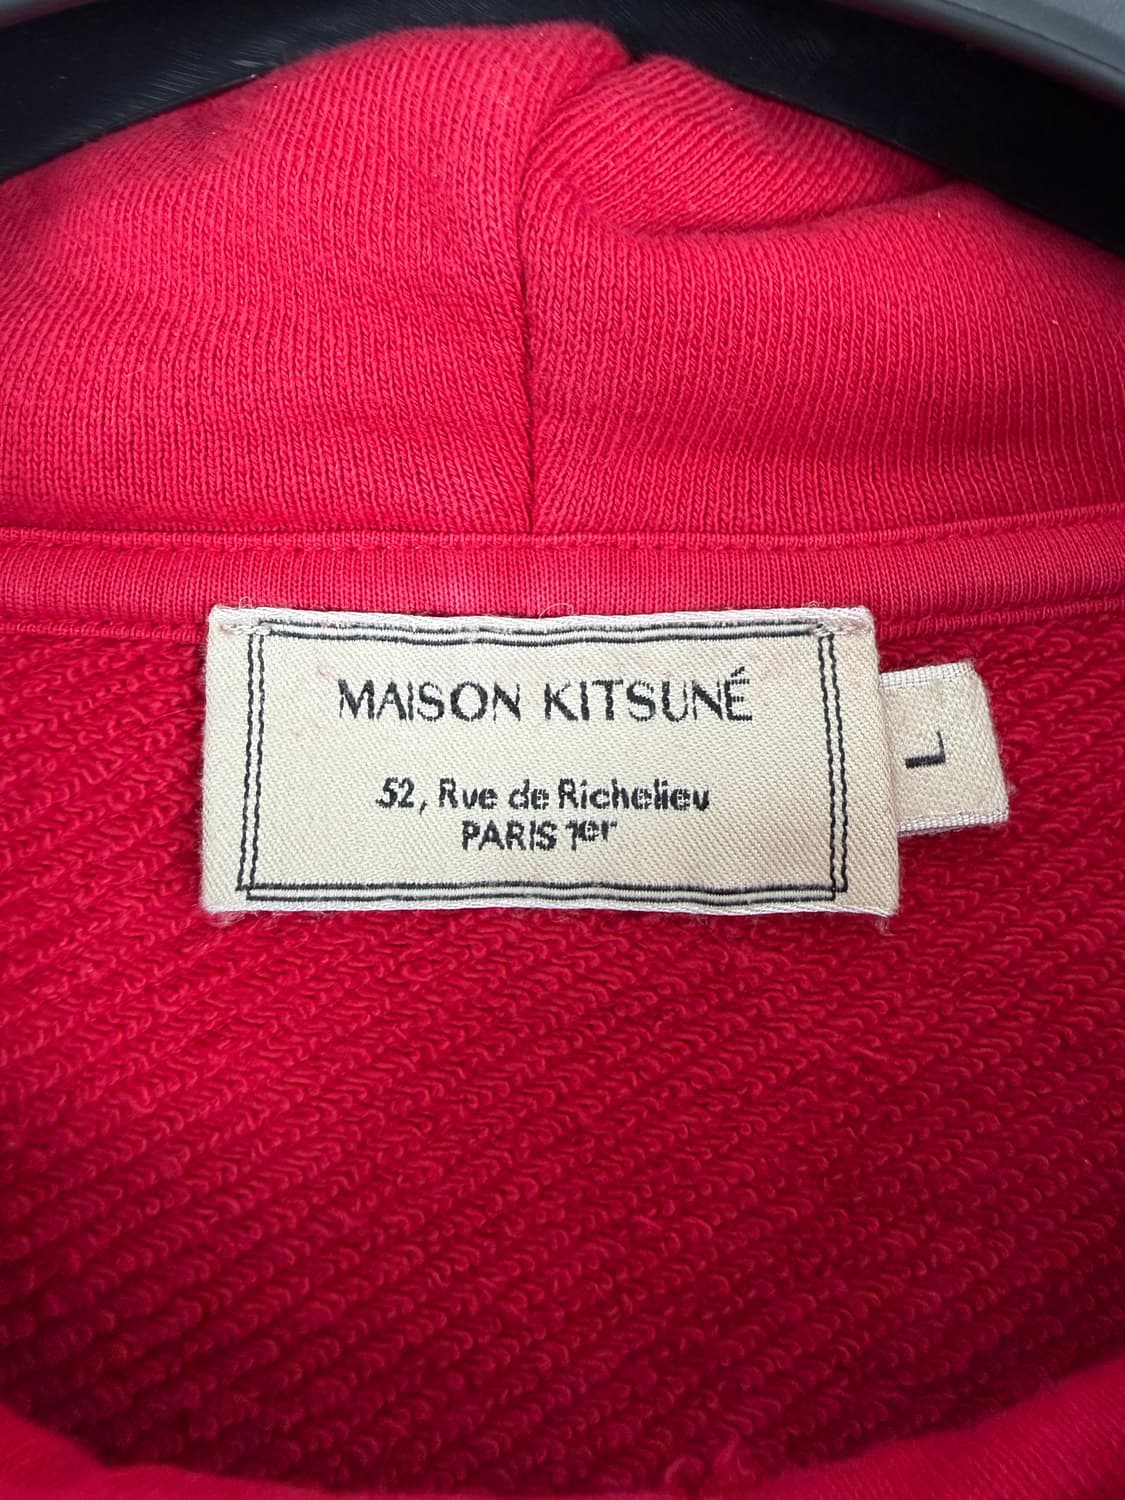 MAISON KITSUNÉ
52, Rue de Richelieu
PARIS 1er
L